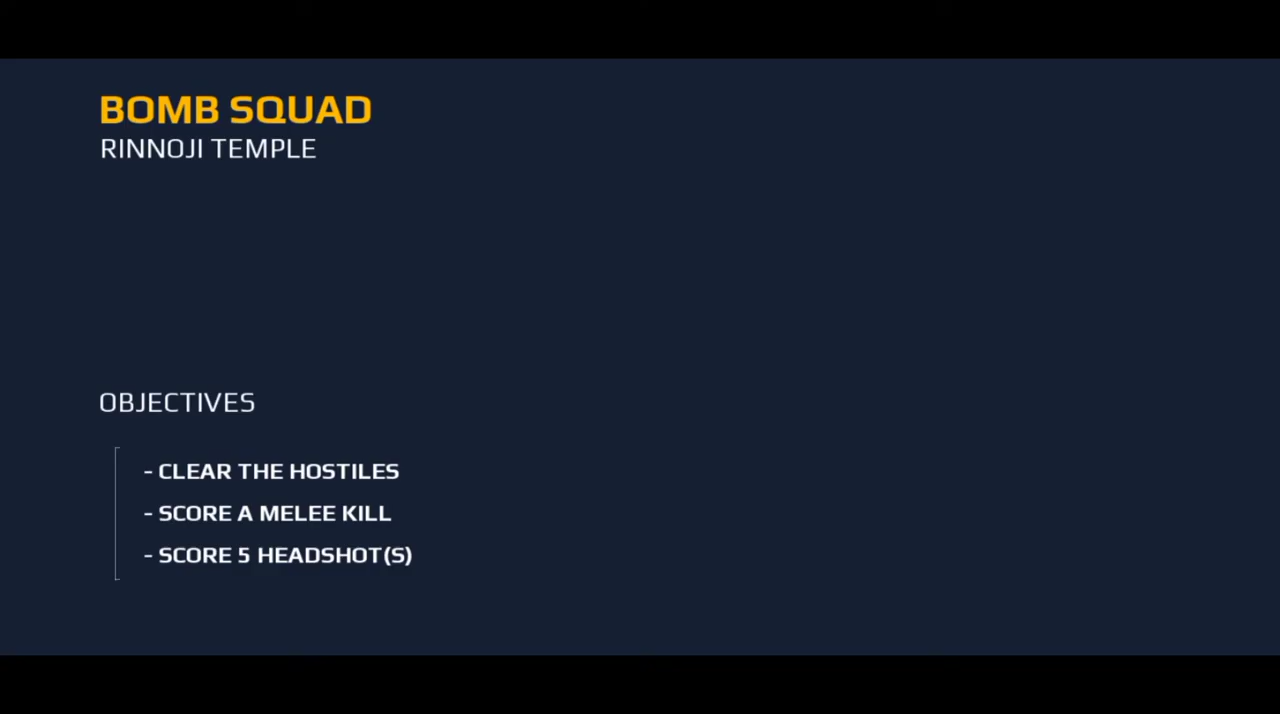 BOMB SQUAD
RINNOJI TEMPLE
OBJECTIVES
- CLEAR THE HOSTILES
- SCORE A MELEE KILL
- SCORE 5 HEADSHOT(S)